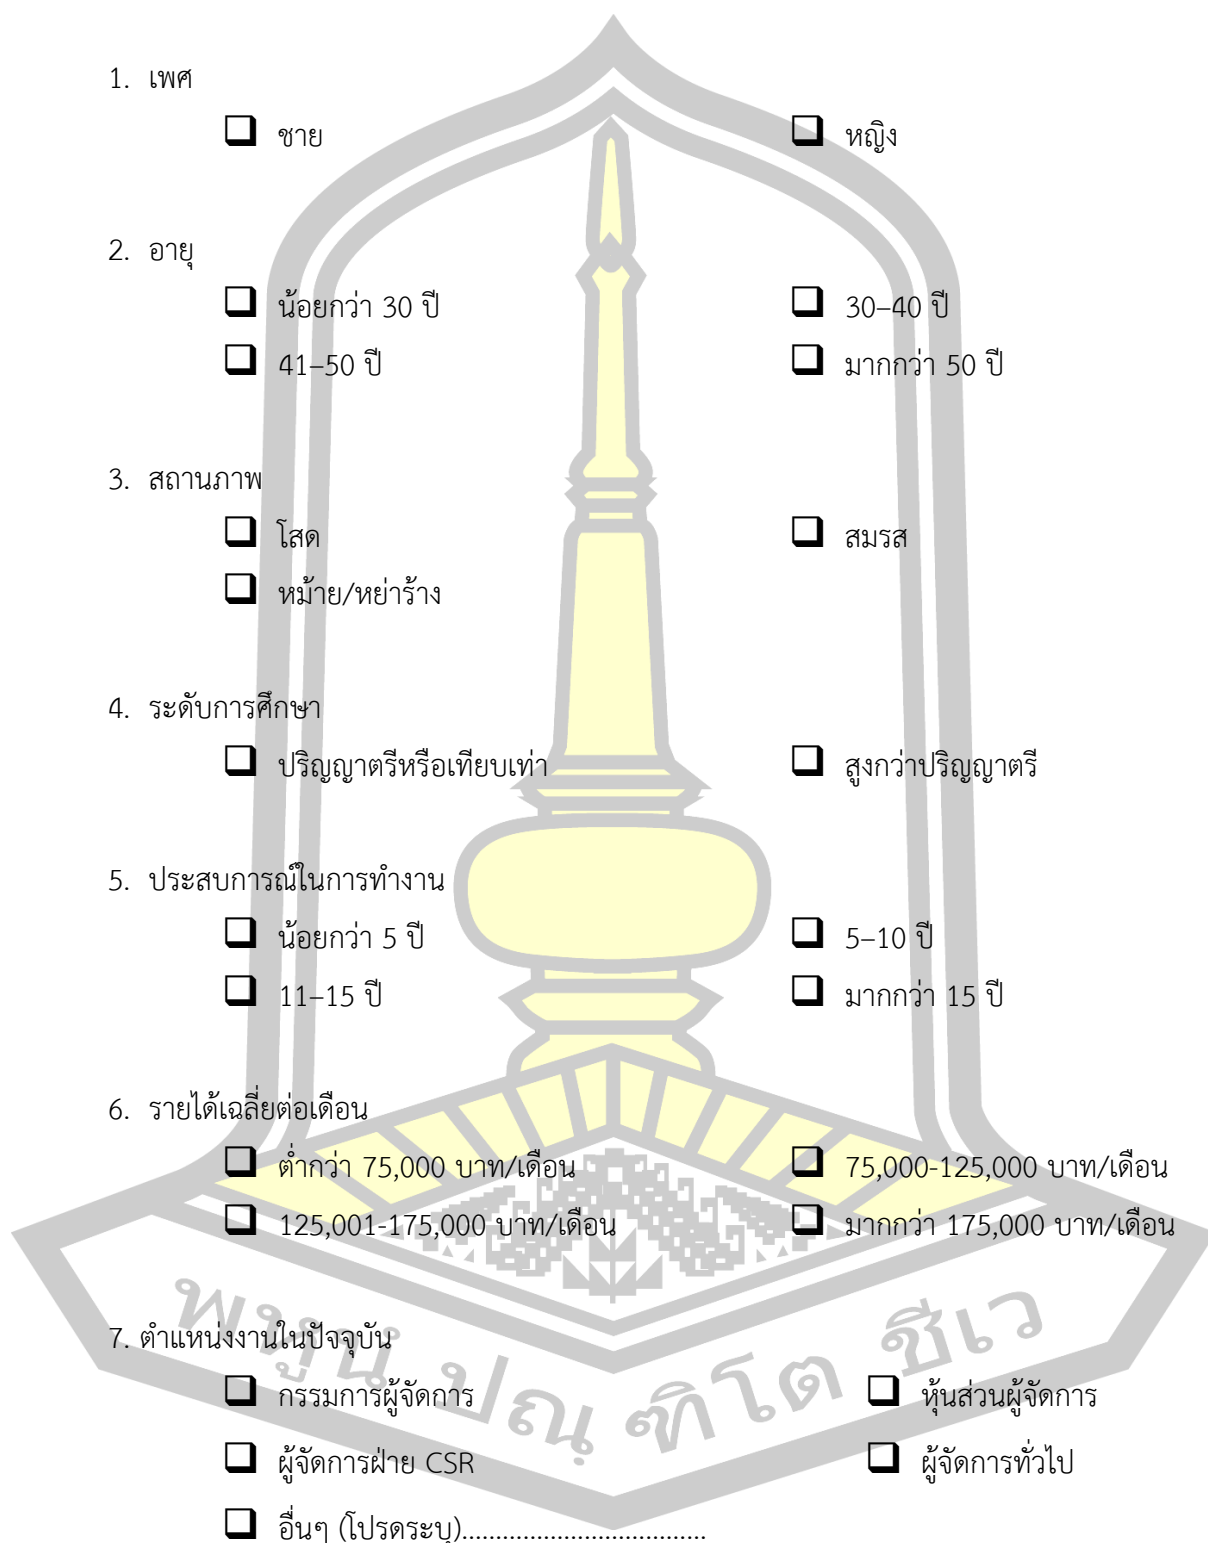 1. เพศ
❑ ชาย ❑ หญิง
2. อายุ
❑ น้อยกว่า 30 ปี ❑ 30–40 ปี
❑ 41–50 ปี ❑ มากกว่า 50 ปี
3. สถานภาพ
❑ โสด ❑ สมรส
❑ หม้าย/หย่าร้าง
4. ระดับการศึกษา
❑ ปริญญาตรีหรือเทียบเท่า ❑ สูงกว่าปริญญาตรี
5. ประสบการณ์ในการทำงาน
❑ น้อยกว่า 5 ปี ❑ 5–10 ปี
❑ 11–15 ปี ❑ มากกว่า 15 ปี
6. รายได้เฉลี่ยต่อเดือน
❑ ต่ำกว่า 75,000 บาท/เดือน ❑ 75,000-125,000 บาท/เดือน
❑ 125,001-175,000 บาท/เดือน ❑ มากกว่า 175,000 บาท/เดือน
7. ตำแหน่งงานในปัจจุบัน
❑ กรรมการผู้จัดการ ❑ หุ้นส่วนผู้จัดการ
❑ ผู้จัดการฝ่าย CSR ❑ ผู้จัดการทั่วไป
❑ อื่นๆ (โปรดระบุ)....................................
พหูนํ ปณฺฑิโต ชีเว